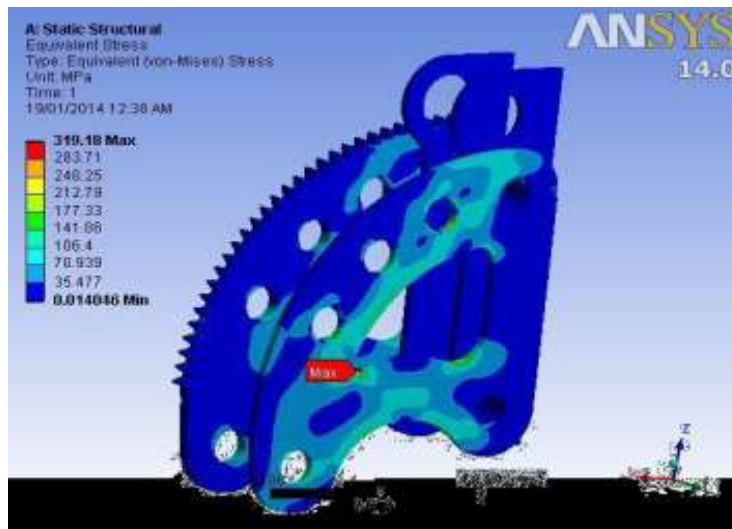 A: Static Structural
Equivalent Stress
Type: Equivalent (von-Mises) Stress
Unit: MPa
Time: 1
19/01/2014 12:38 AM
319.18 Max
283.71
248.25
212.79
177.33
141.86
106.4
70.939
35.477
0.014046 Min
ANSYS
14.0
Max
Z